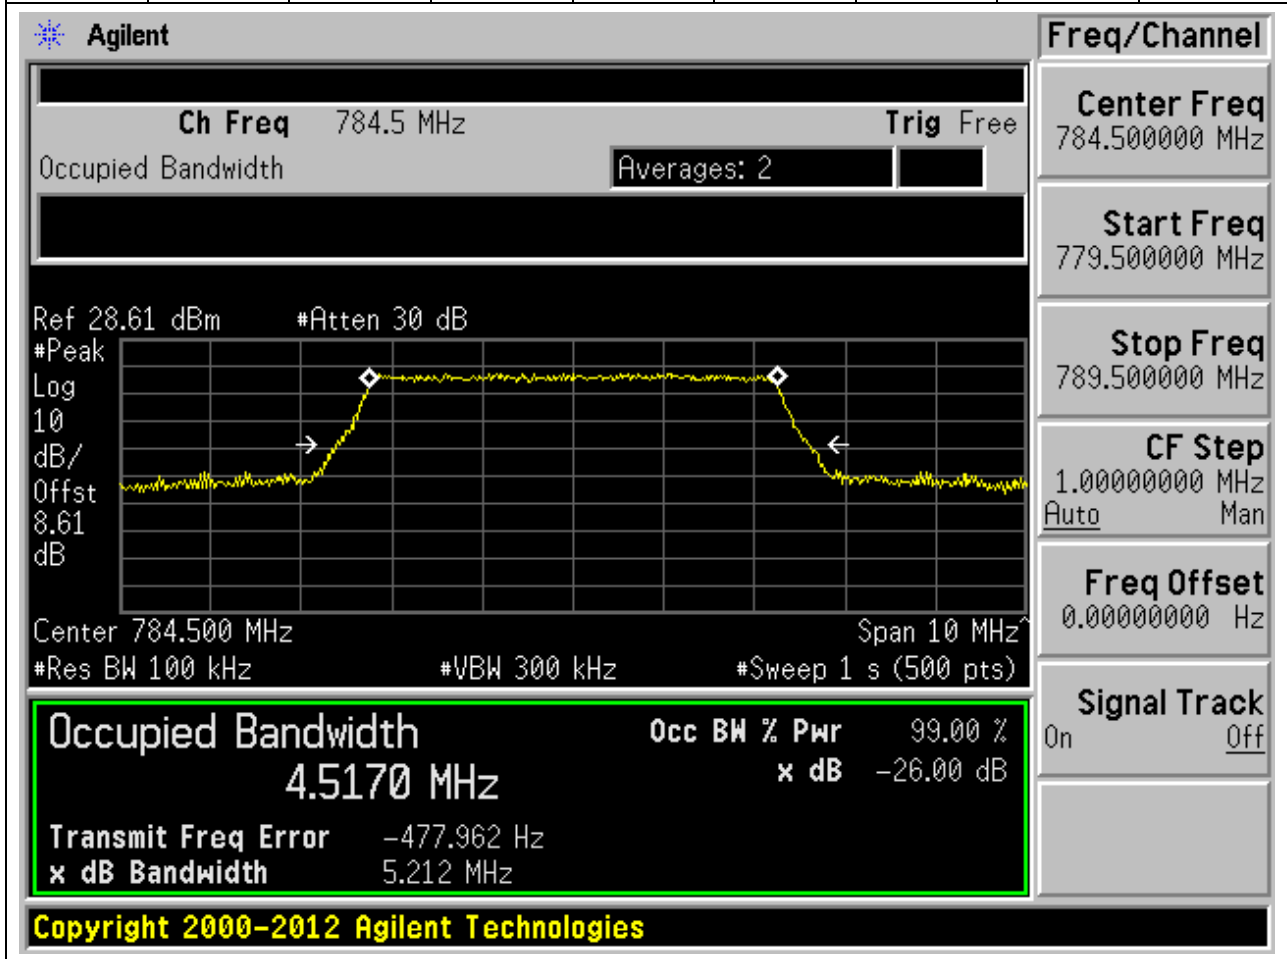 Agilent
Freq/Channel
Ch Freq 784.5 MHz Trig Free
Occupied Bandwidth Averages: 2
Center Freq
784.500000 MHz
Start Freq
779.500000 MHz
Stop Freq
789.500000 MHz
CF Step
1.00000000 MHz
Auto Man
Freq Offset
0.00000000 Hz
Signal Track
On Off
Ref 28.61 dBm #Atten 30 dB
#Peak
Log
10
dB/
Offst
8.61
dB
Center 784.500 MHz Span 10 MHz^
#Res BW 100 kHz #VBW 300 kHz #Sweep 1 s (500 pts)
Occupied Bandwidth Occ BW % Pwr 99.00 %
4.5170 MHz x dB -26.00 dB
Transmit Freq Error -477.962 Hz
x dB Bandwidth 5.212 MHz
Copyright 2000-2012 Agilent Technologies